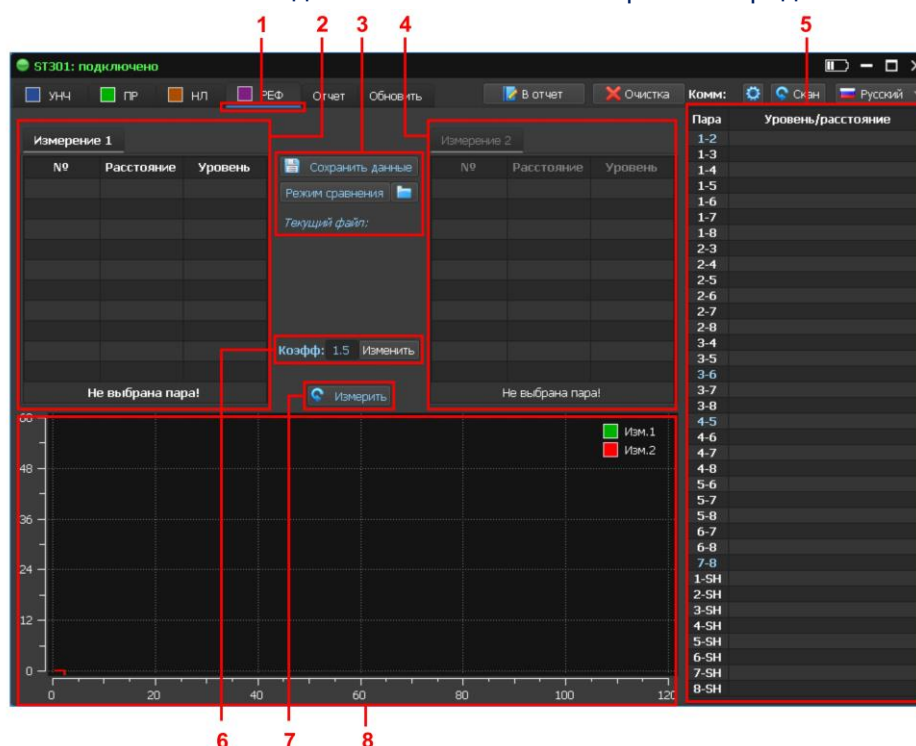 1 2 3 4 5
ST301: подключено
УНЧ ПР НЛ РЕФ Отчет Обновить В отчет Очистка Комм: Скан Русский
Измерение 1
№ Расстояние Уровень
Не выбрана пара!
Сохранить данные
Режим сравнения
Текущий файл:
Коэфф: 1.5 Изменить
Измерить
Измерение 2
№ Расстояние Уровень
Не выбрана пара!
Пара Уровень/расстояние
1-2
1-3
1-4
1-5
1-6
1-7
1-8
2-3
2-4
2-5
2-6
2-7
2-8
3-4
3-5
3-6
3-7
3-8
4-5
4-6
4-7
4-8
5-6
5-7
5-8
6-7
6-8
7-8
1-SH
2-SH
3-SH
4-SH
5-SH
6-SH
7-SH
8-SH
60
48
36
24
12
0
Изм.1
Изм.2
0 20 40 60 80 100 120
6 7 8